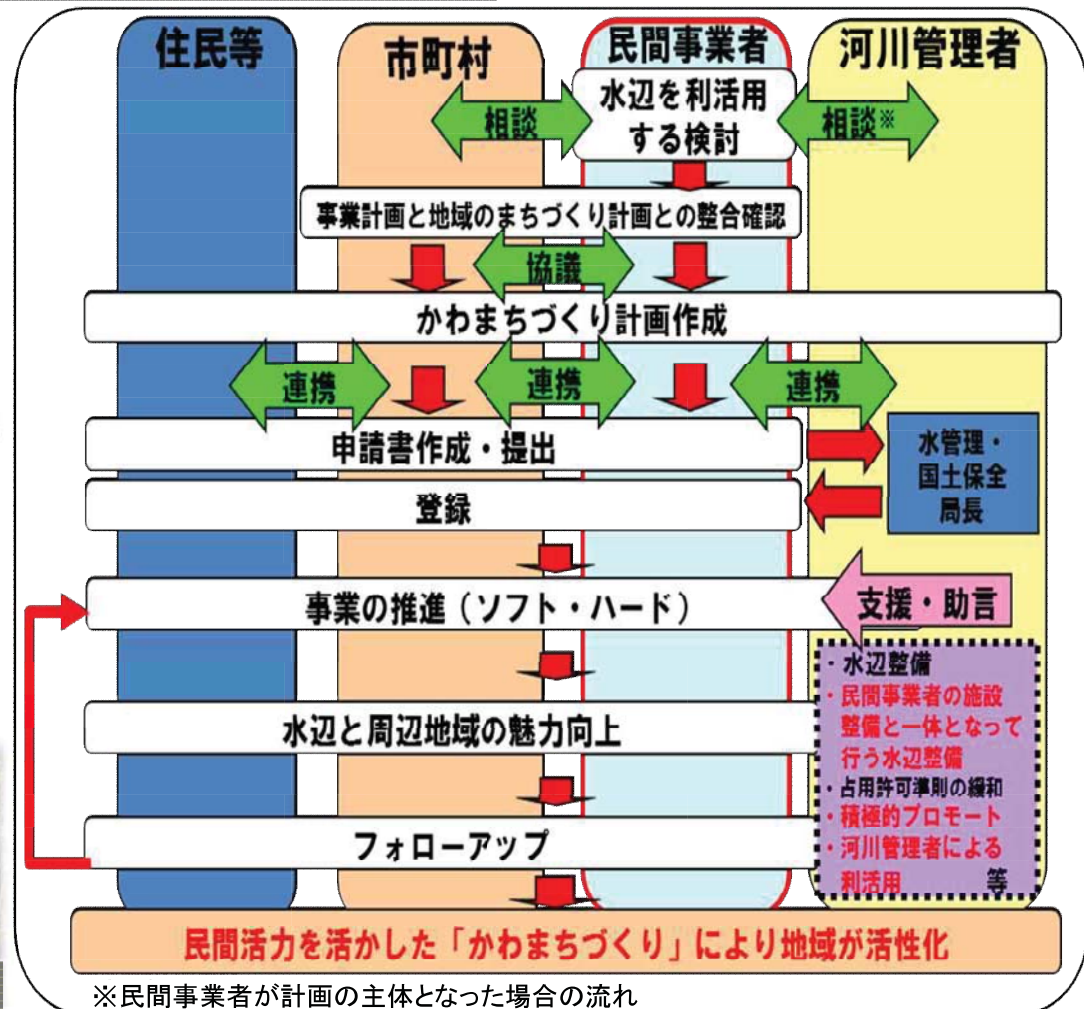 住民等
市町村
民間事業者
河川管理者
水辺を利活用
する検討
相談
相談※
事業計画と地域のまちづくり計画との整合確認
協議
かわまちづくり計画作成
連携
連携
連携
申請書作成・提出
水管理・
国土保全
局長
登録
事業の推進（ソフト・ハード）
支援・助言
・水辺整備
・民間事業者の施設
整備と一体となって
行う水辺整備
・占用許可準則の緩和
・積極的プロモート
・河川管理者による
利活用 等
水辺と周辺地域の魅力向上
フォローアップ
民間活力を活かした「かわまちづくり」により地域が活性化
※民間事業者が計画の主体となった場合の流れ